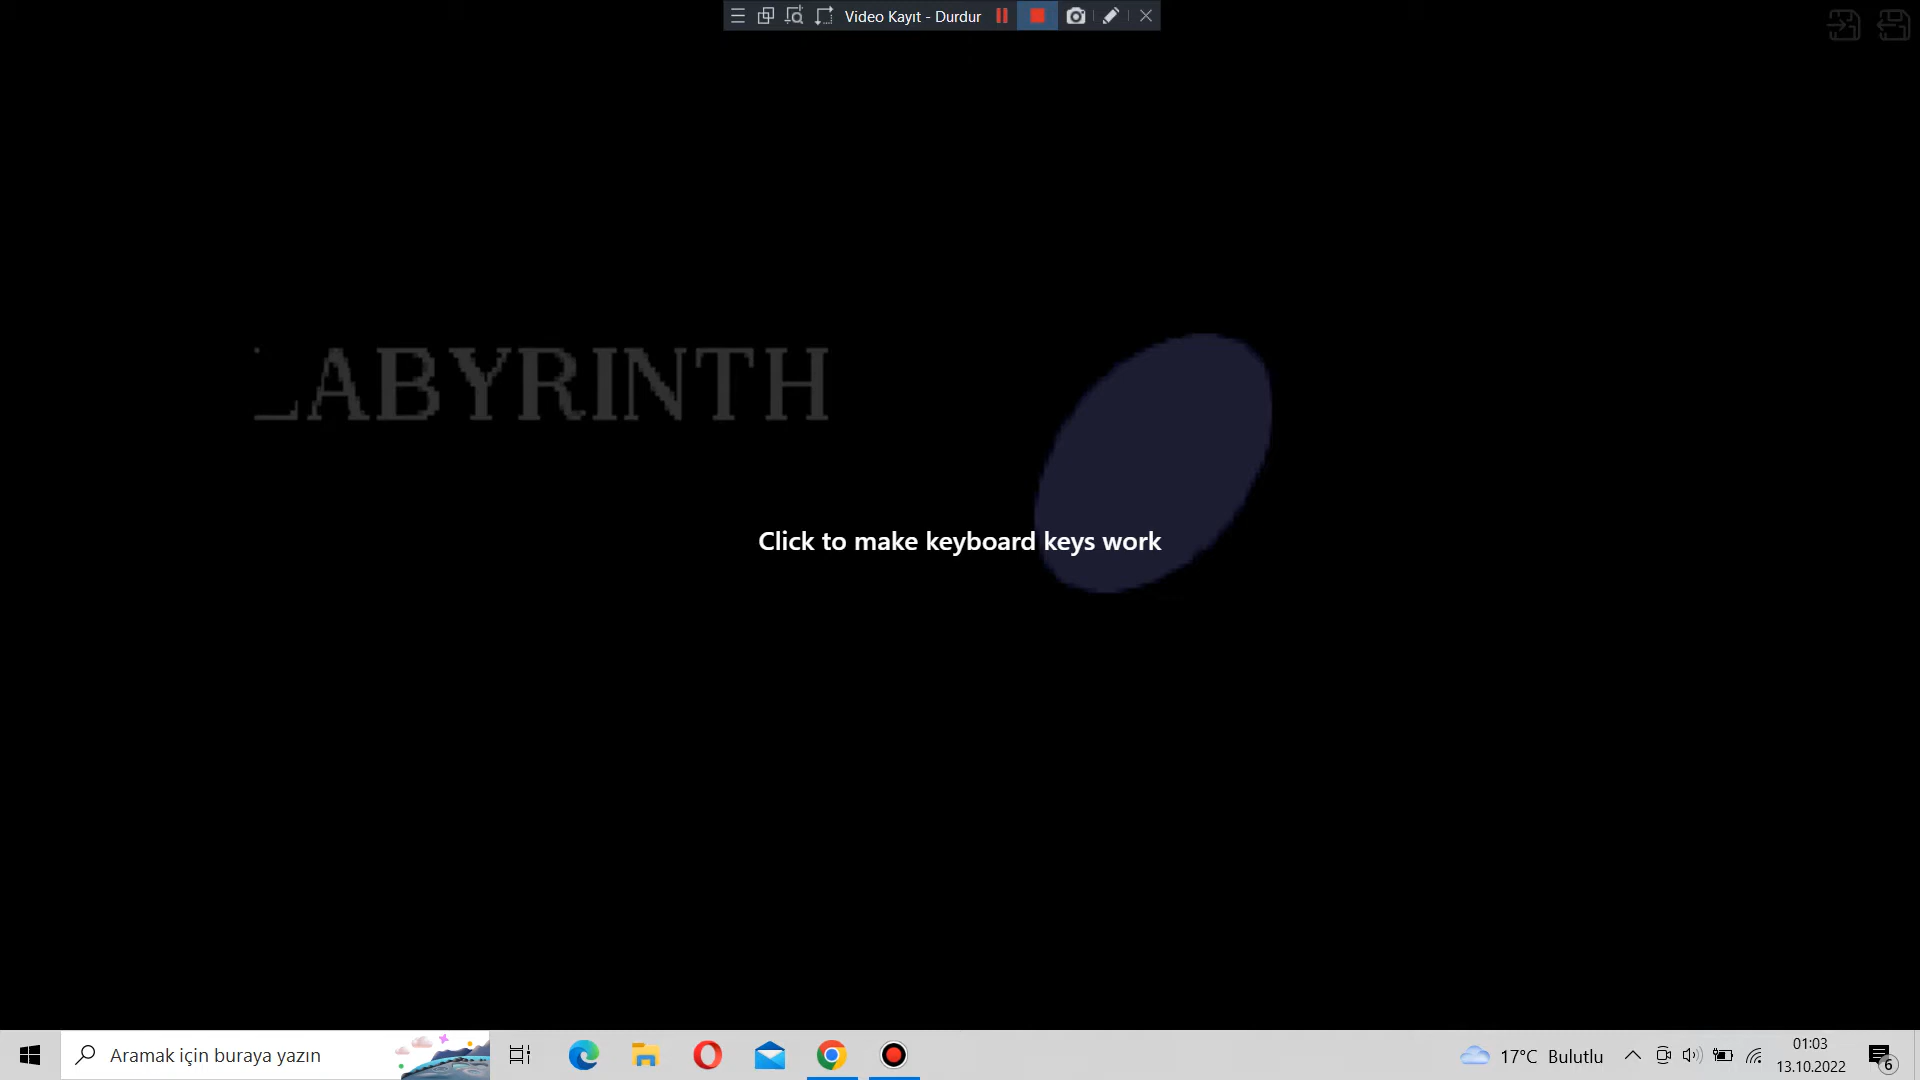 Video Kayıt - Durdur
LABYRINTH
Click to make keyboard keys work
Aramak için buraya yazın
17°C Bulutlu
01:03
13.10.2022
6